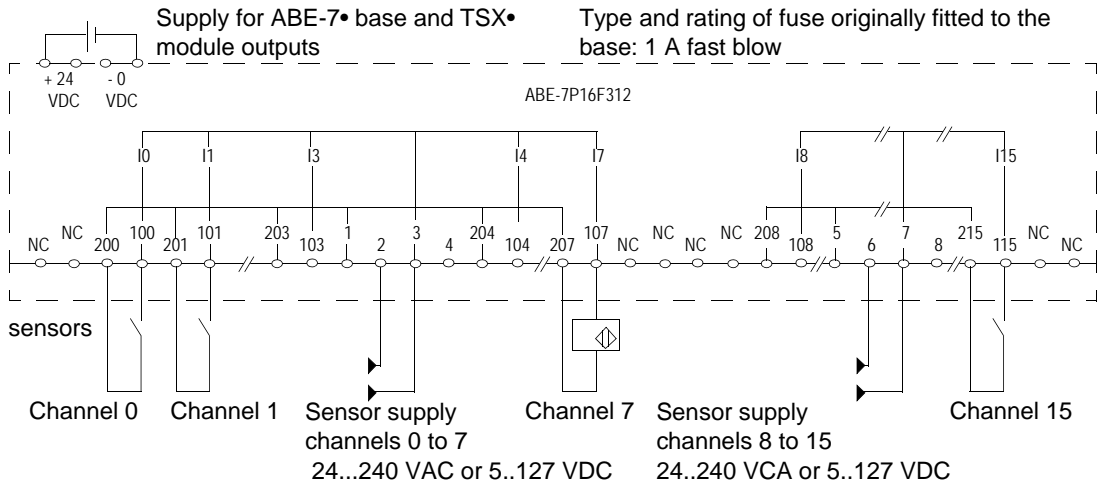 Supply for ABE-7• base and TSX•
module outputs
Type and rating of fuse originally fitted to the
base: 1 A fast blow
+ 24
VDC
- 0
VDC
ABE-7P16F312
I0 I1 I3 I4 I7 I8 I15
NC NC 200 100 201 101 203 103 1 2 3 4 204 104 207 107 NC NC NC NC 208 108 5 6 7 8 215 115 NC NC
sensors
Channel 0
Channel 1
Sensor supply
channels 0 to 7
24...240 VAC or 5..127 VDC
Channel 7
Sensor supply
channels 8 to 15
24..240 VCA or 5..127 VDC
Channel 15